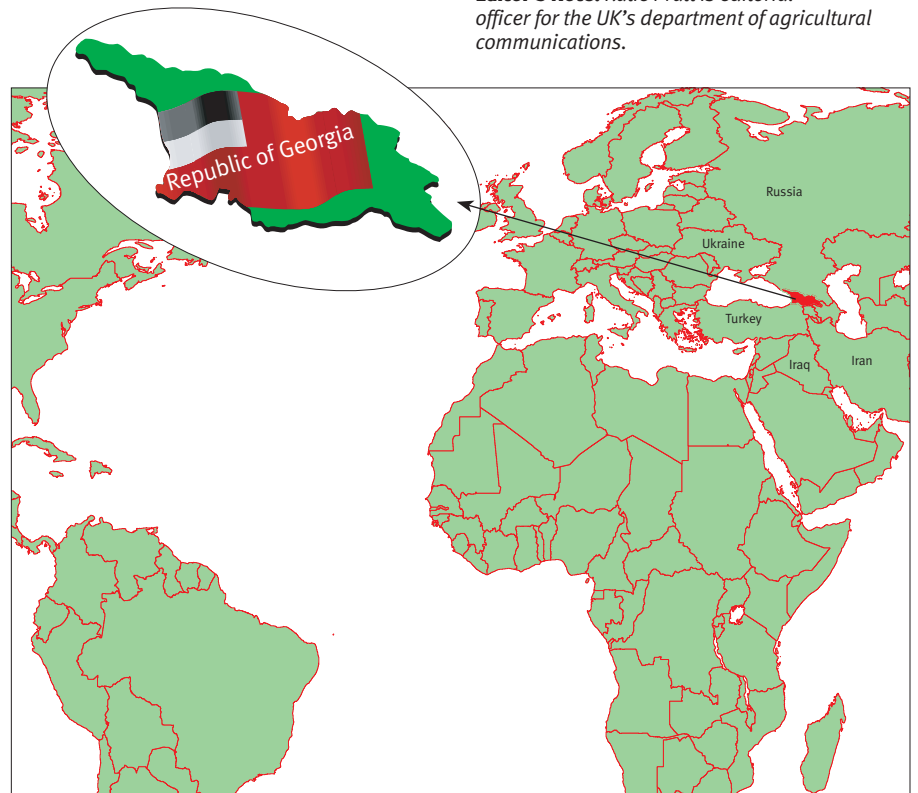 officer for the UK's department of agricultural
communications.
Republic of Georgia
Russia
Ukraine
Turkey
Iraq
Iran